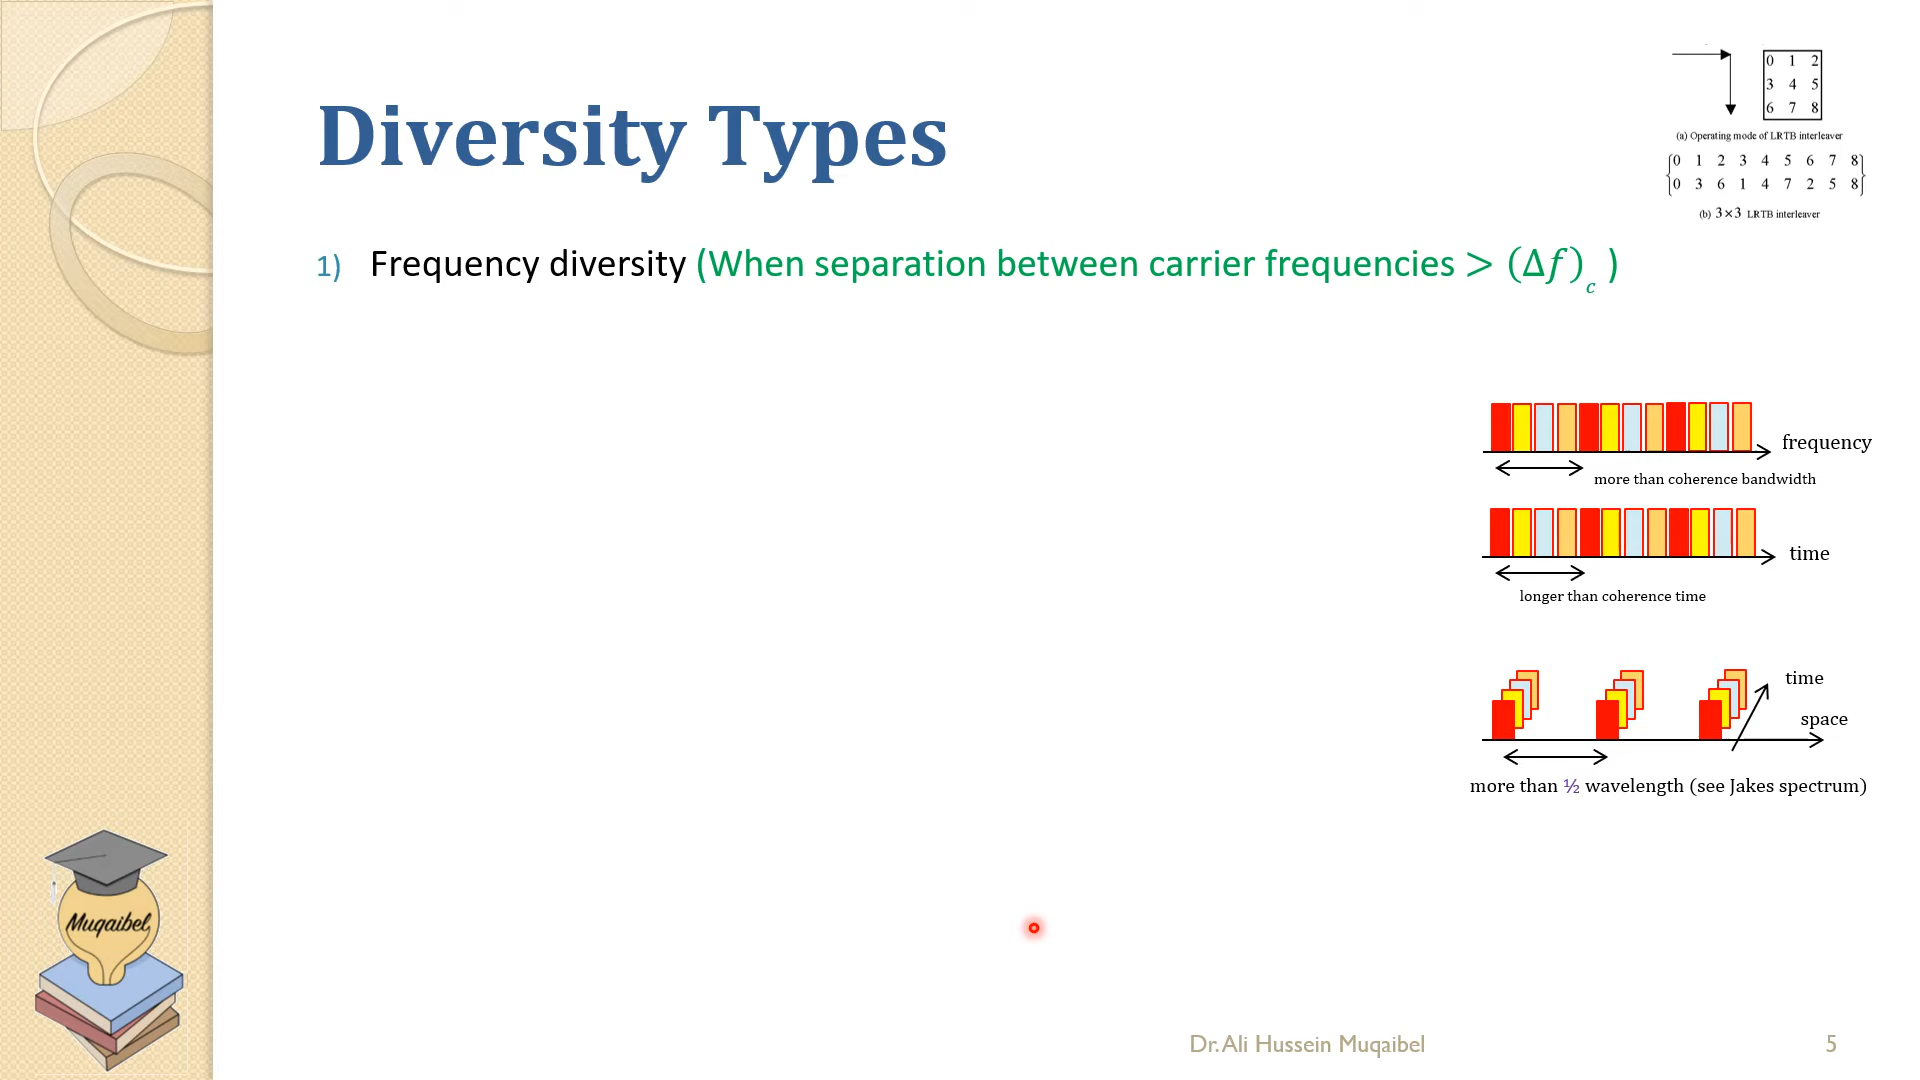 Diversity Types
0 1 2
3 4 5
6 7 8
(a) Operating mode of LRTB interleaver
0 1 2 3 4 5 6 7 8
0 3 6 1 4 7 2 5 8
(b) 3×3 LRTB interleaver
1) Frequency diversity (When separation between carrier frequencies > (Δf)c )
frequency
more than coherence bandwidth
time
longer than coherence time
time
space
more than ½ wavelength (see Jakes spectrum)
Muqaibel
Dr. Ali Hussein Muqaibel
5